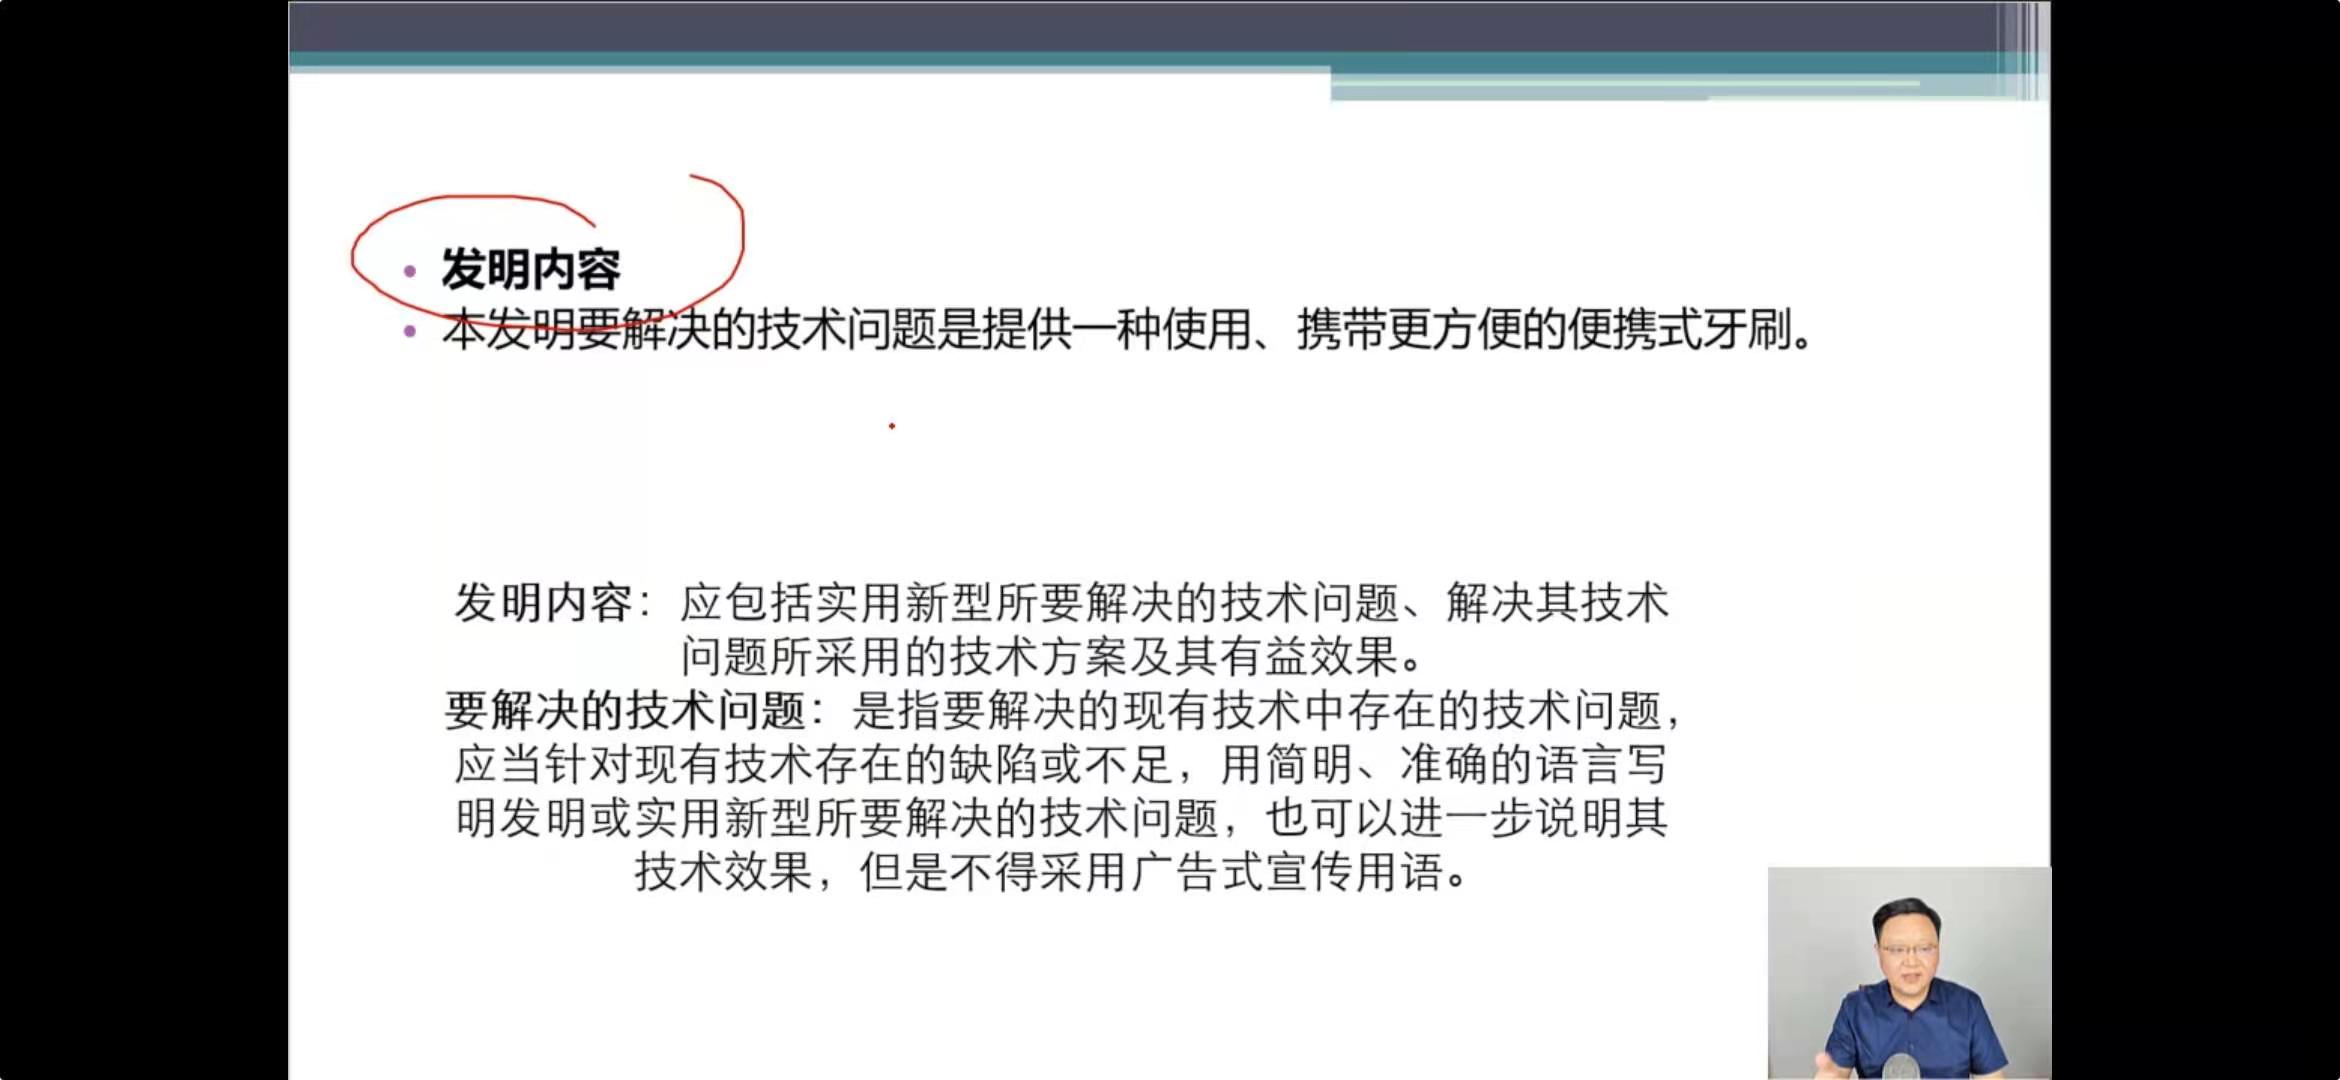 发明内容
本发明要解决的技术问题是提供一种使用、携带更方便的便携式牙刷。
发明内容：应包括实用新型所要解决的技术问题、解决其技术
问题所采用的技术方案及其有益效果。
要解决的技术问题：是指要解决的现有技术中存在的技术问题，
应当针对现有技术存在的缺陷或不足，用简明、准确的语言写
明发明或实用新型所要解决的技术问题，也可以进一步说明其
技术效果，但是不得采用广告式宣传用语。